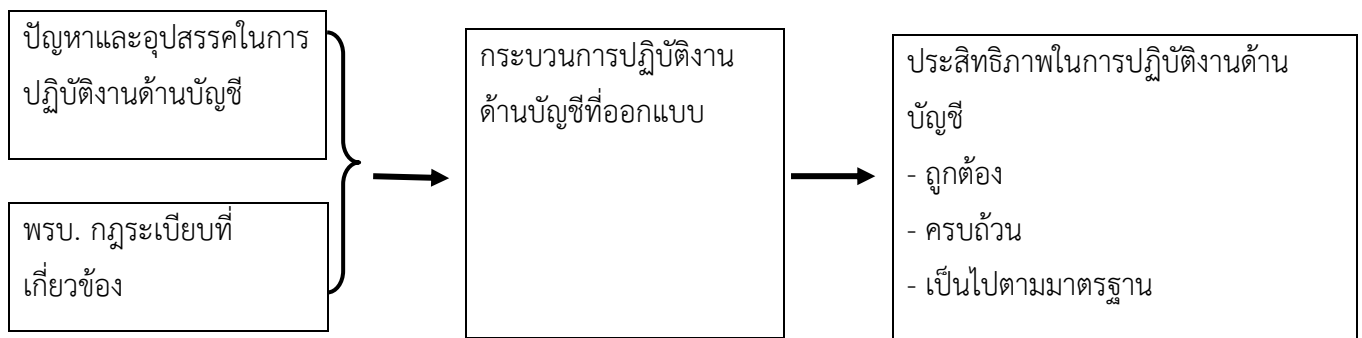 ปัญหาและอุปสรรคในการ
ปฏิบัติงานด้านบัญชี
พรบ. กฎระเบียบที่
เกี่ยวข้อง
กระบวนการปฏิบัติงาน
ด้านบัญชีที่ออกแบบ
ประสิทธิภาพในการปฏิบัติงานด้าน
บัญชี
- ถูกต้อง
- ครบถ้วน
- เป็นไปตามมาตรฐาน